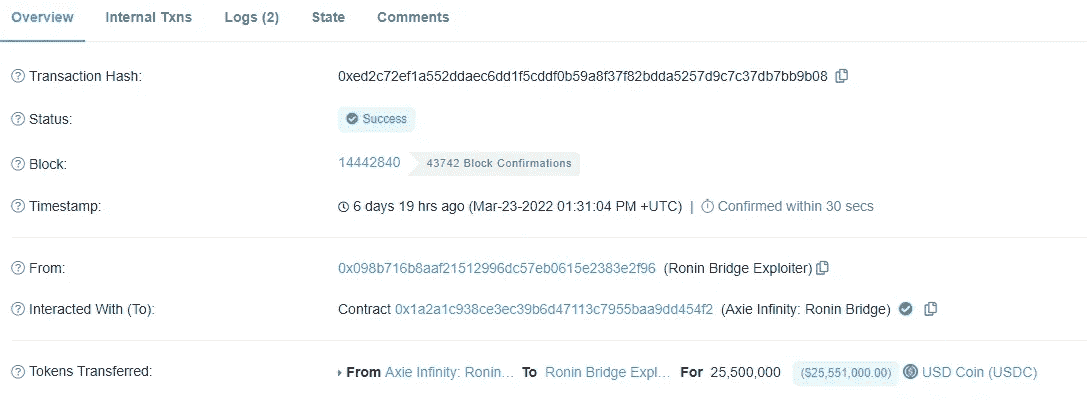 Overview Internal Txns Logs (2) State Comments
Transaction Hash: 0xed2c72ef1a552ddaec6dd1f5cddf0b59a8f37f82bdda5257d9c7c37db7bb9b08
Status: Success
Block: 14442840 43742 Block Confirmations
Timestamp: 6 days 19 hrs ago (Mar-23-2022 01:31:04 PM +UTC) | Confirmed within 30 secs
From: 0x098b716b8aaf21512996dc57eb0615e2383e2f96 (Ronin Bridge Exploiter)
Interacted With (To): Contract 0x1a2a1c938ce3ec39b6d47113c7955baa9dd454f2 (Axie Infinity: Ronin Bridge)
Tokens Transferred: From Axie Infinity: Ronin... To Ronin Bridge Expl... For 25,500,000 ($25,551,000.00) USD Coin (USDC)